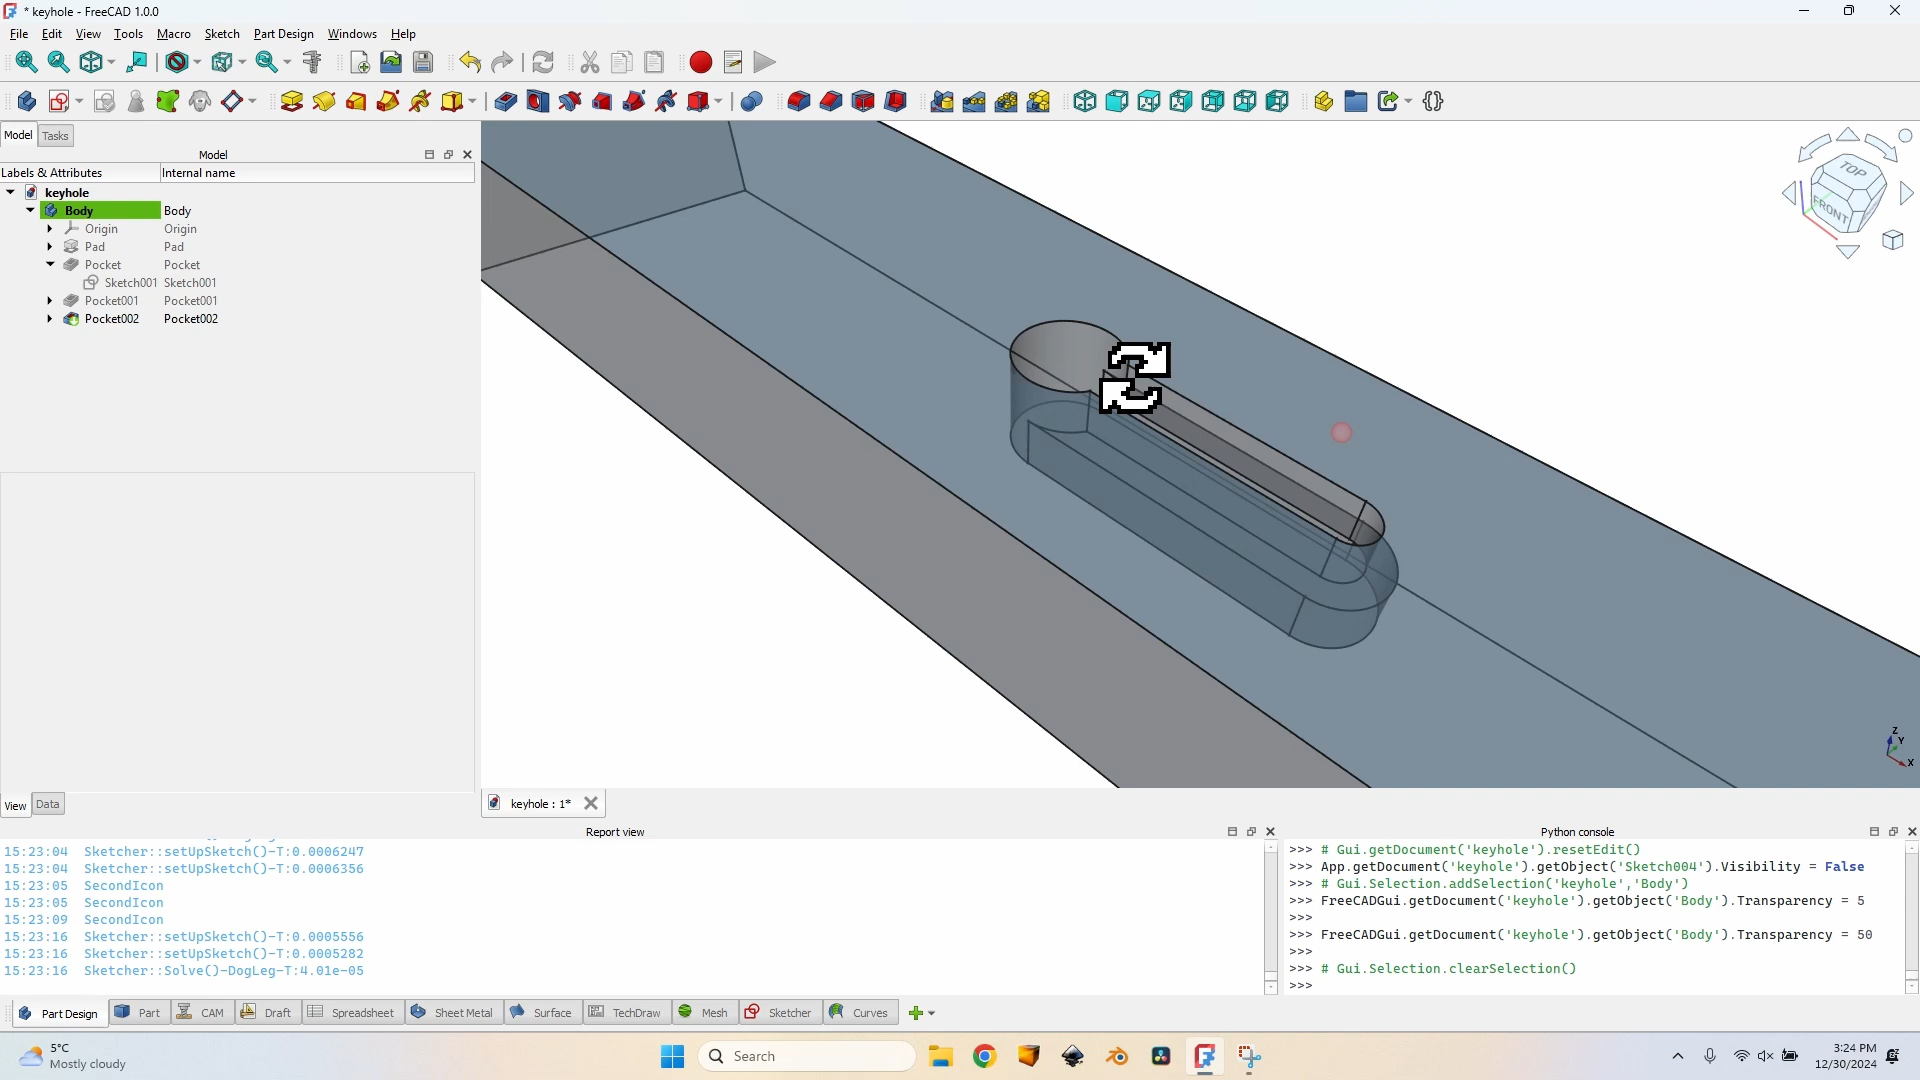 * keyhole - FreeCAD 1.0.0
File Edit View Tools Macro Sketch Part Design Windows Help
Model Tasks
Model
Labels & Attributes Internal name
keyhole
Body Body
Origin Origin
Pad Pad
Pocket Pocket
Sketch001 Sketch001
Pocket001 Pocket001
Pocket002 Pocket002
TOP
FRONT
Z
Y
X
View Data
keyhole : 1*
Report view
15:23:04 Sketcher::setUpSketch()-T:0.0006247
15:23:04 Sketcher::setUpSketch()-T:0.0006356
15:23:05 SecondIcon
15:23:05 SecondIcon
15:23:09 SecondIcon
15:23:16 Sketcher::setUpSketch()-T:0.0005556
15:23:16 Sketcher::setUpSketch()-T:0.0005282
15:23:16 Sketcher::Solve()-DogLeg-T:4.01e-05
Python console
>>> # Gui.getDocument('keyhole').resetEdit()
>>> App.getDocument('keyhole').getObject('Sketch004').Visibility = False
>>> # Gui.Selection.addSelection('keyhole','Body')
>>> FreeCADGui.getDocument('keyhole').getObject('Body').Transparency = 5
>>>
>>> FreeCADGui.getDocument('keyhole').getObject('Body').Transparency = 50
>>>
>>> # Gui.Selection.clearSelection()
>>>
Part Design Part CAM Draft Spreadsheet Sheet Metal Surface TechDraw Mesh Sketcher Curves
5°C
Mostly cloudy
Search
3:24 PM
12/30/2024